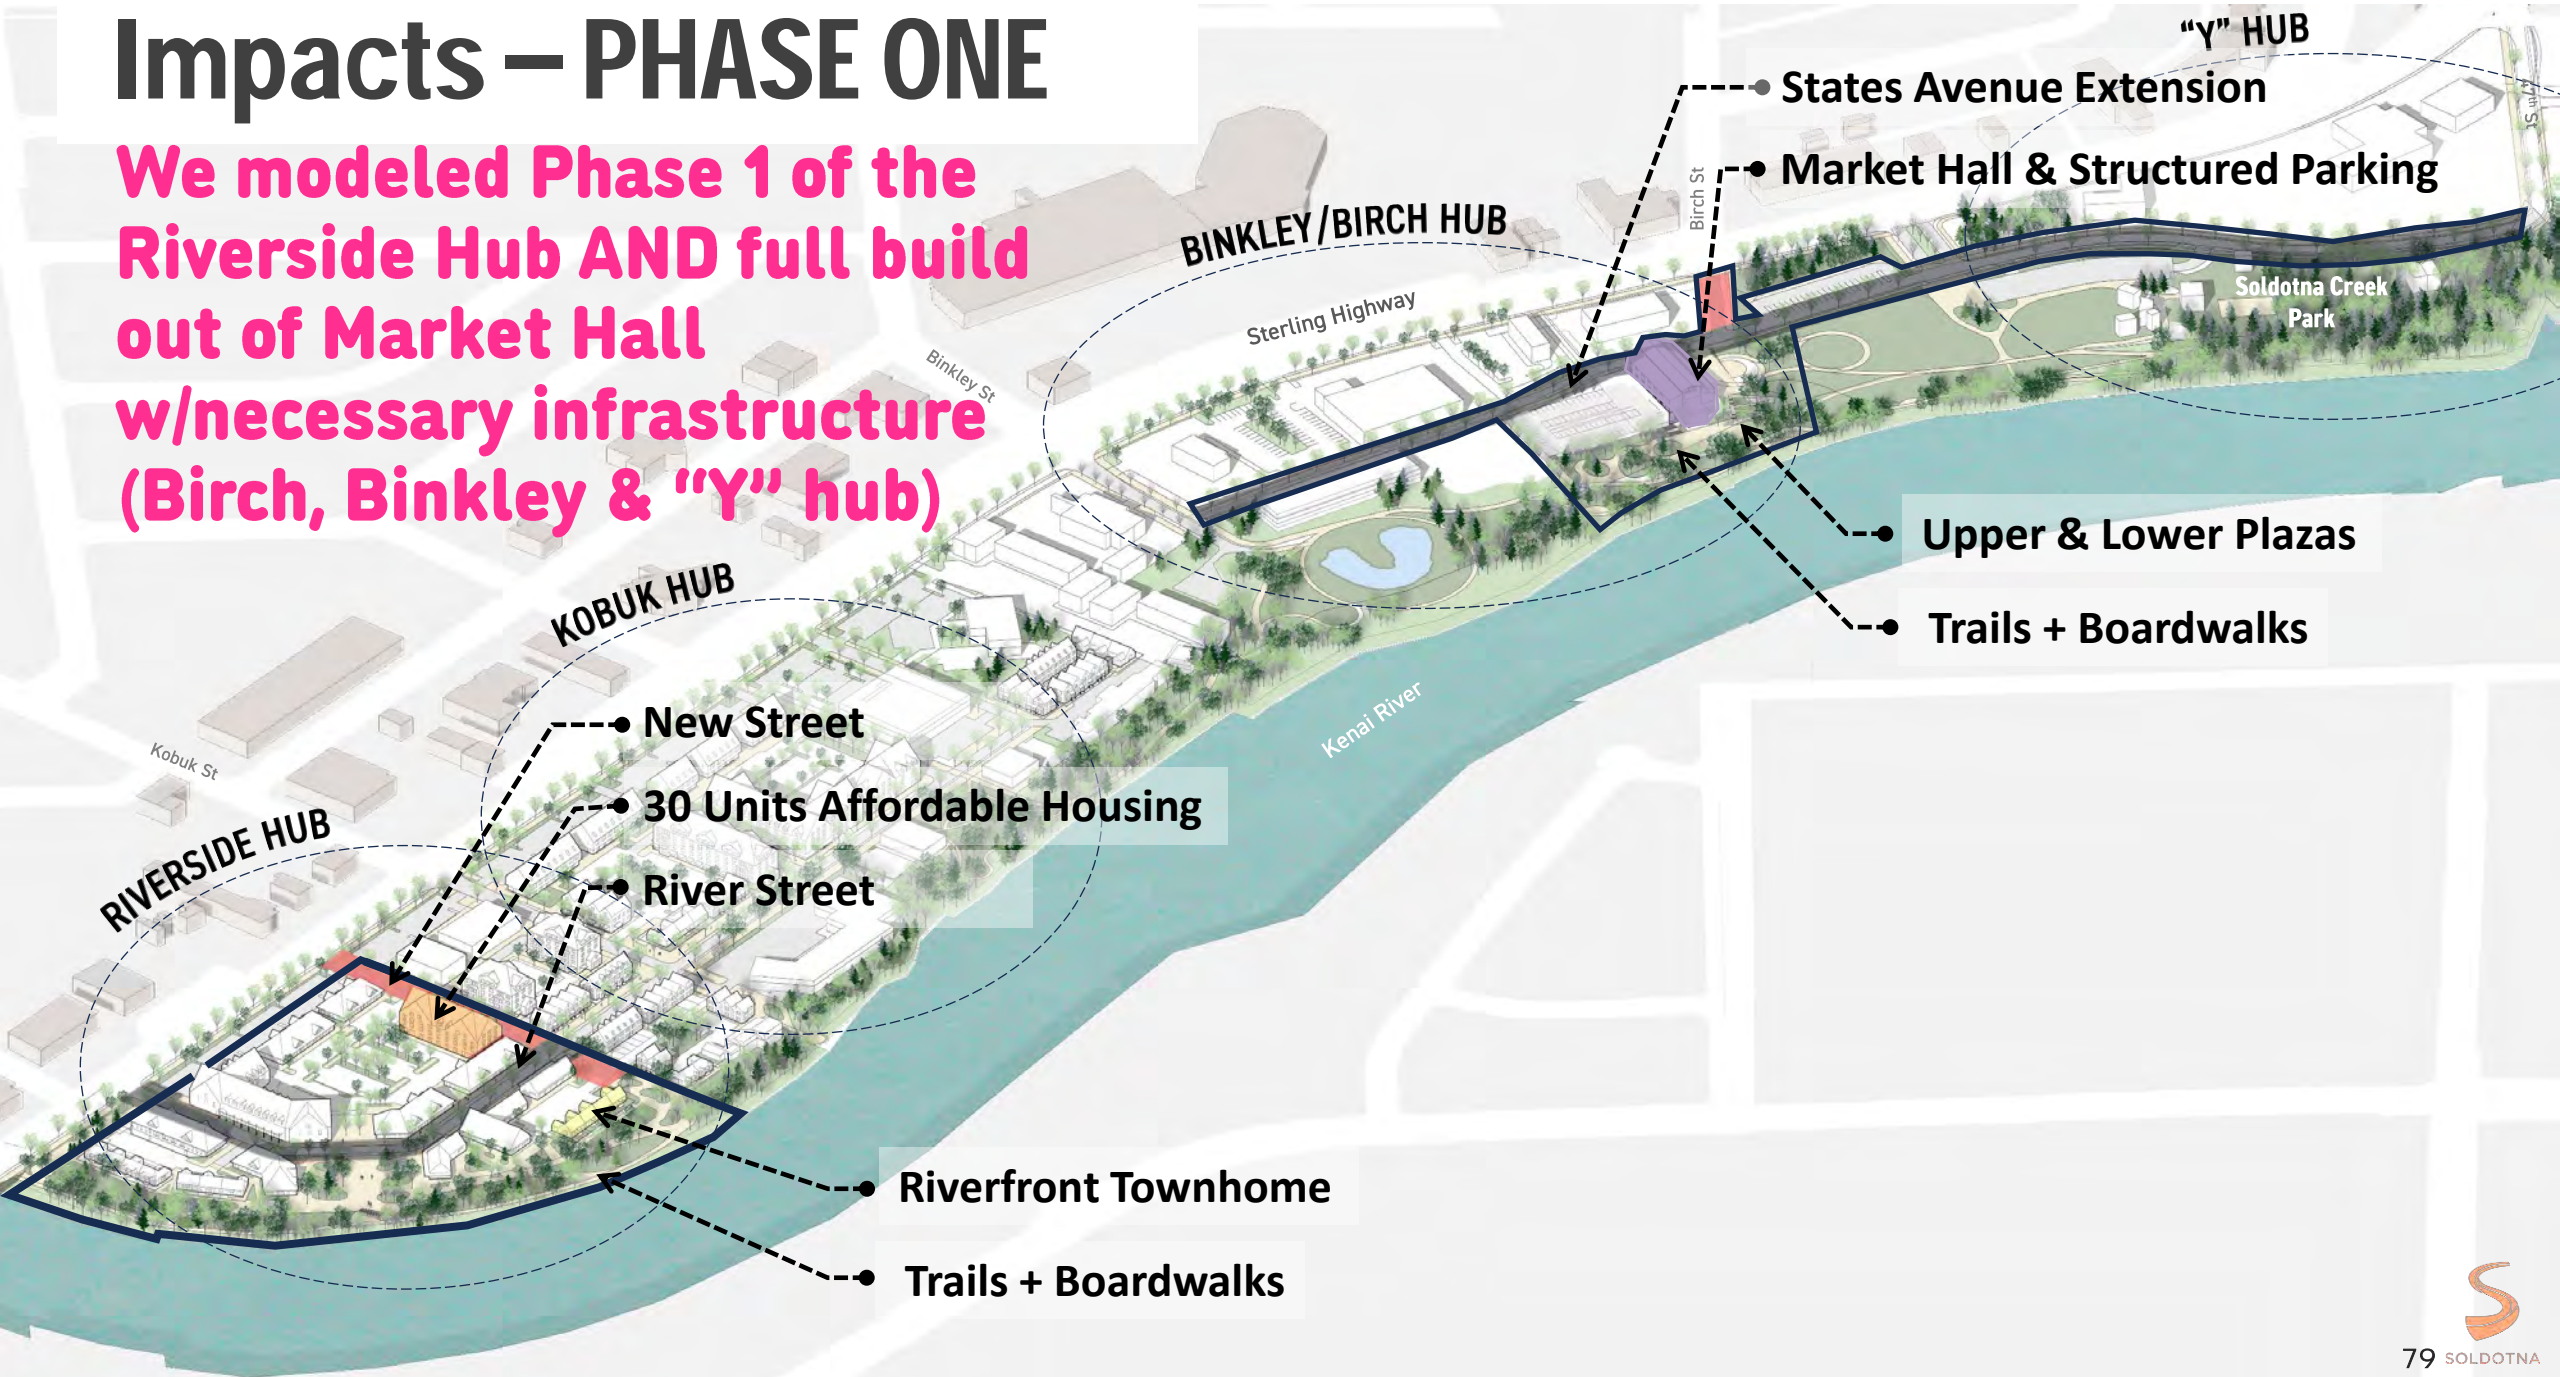 Impacts – PHASE ONE
We modeled Phase 1 of the
Riverside Hub AND full build
out of Market Hall
w/necessary infrastructure
(Birch, Binkley & “Y” hub)
“Y” HUB
17th St
States Avenue Extension
Market Hall & Structured Parking
Birch St
BINKLEY/BIRCH HUB
Sterling Highway
Soldotna Creek
Park
Binkley St
Upper & Lower Plazas
Trails + Boardwalks
KOBUK HUB
Kenai River
New Street
Kobuk St
30 Units Affordable Housing
River Street
RIVERSIDE HUB
Riverfront Townhome
Trails + Boardwalks
79 SOLDOTNA